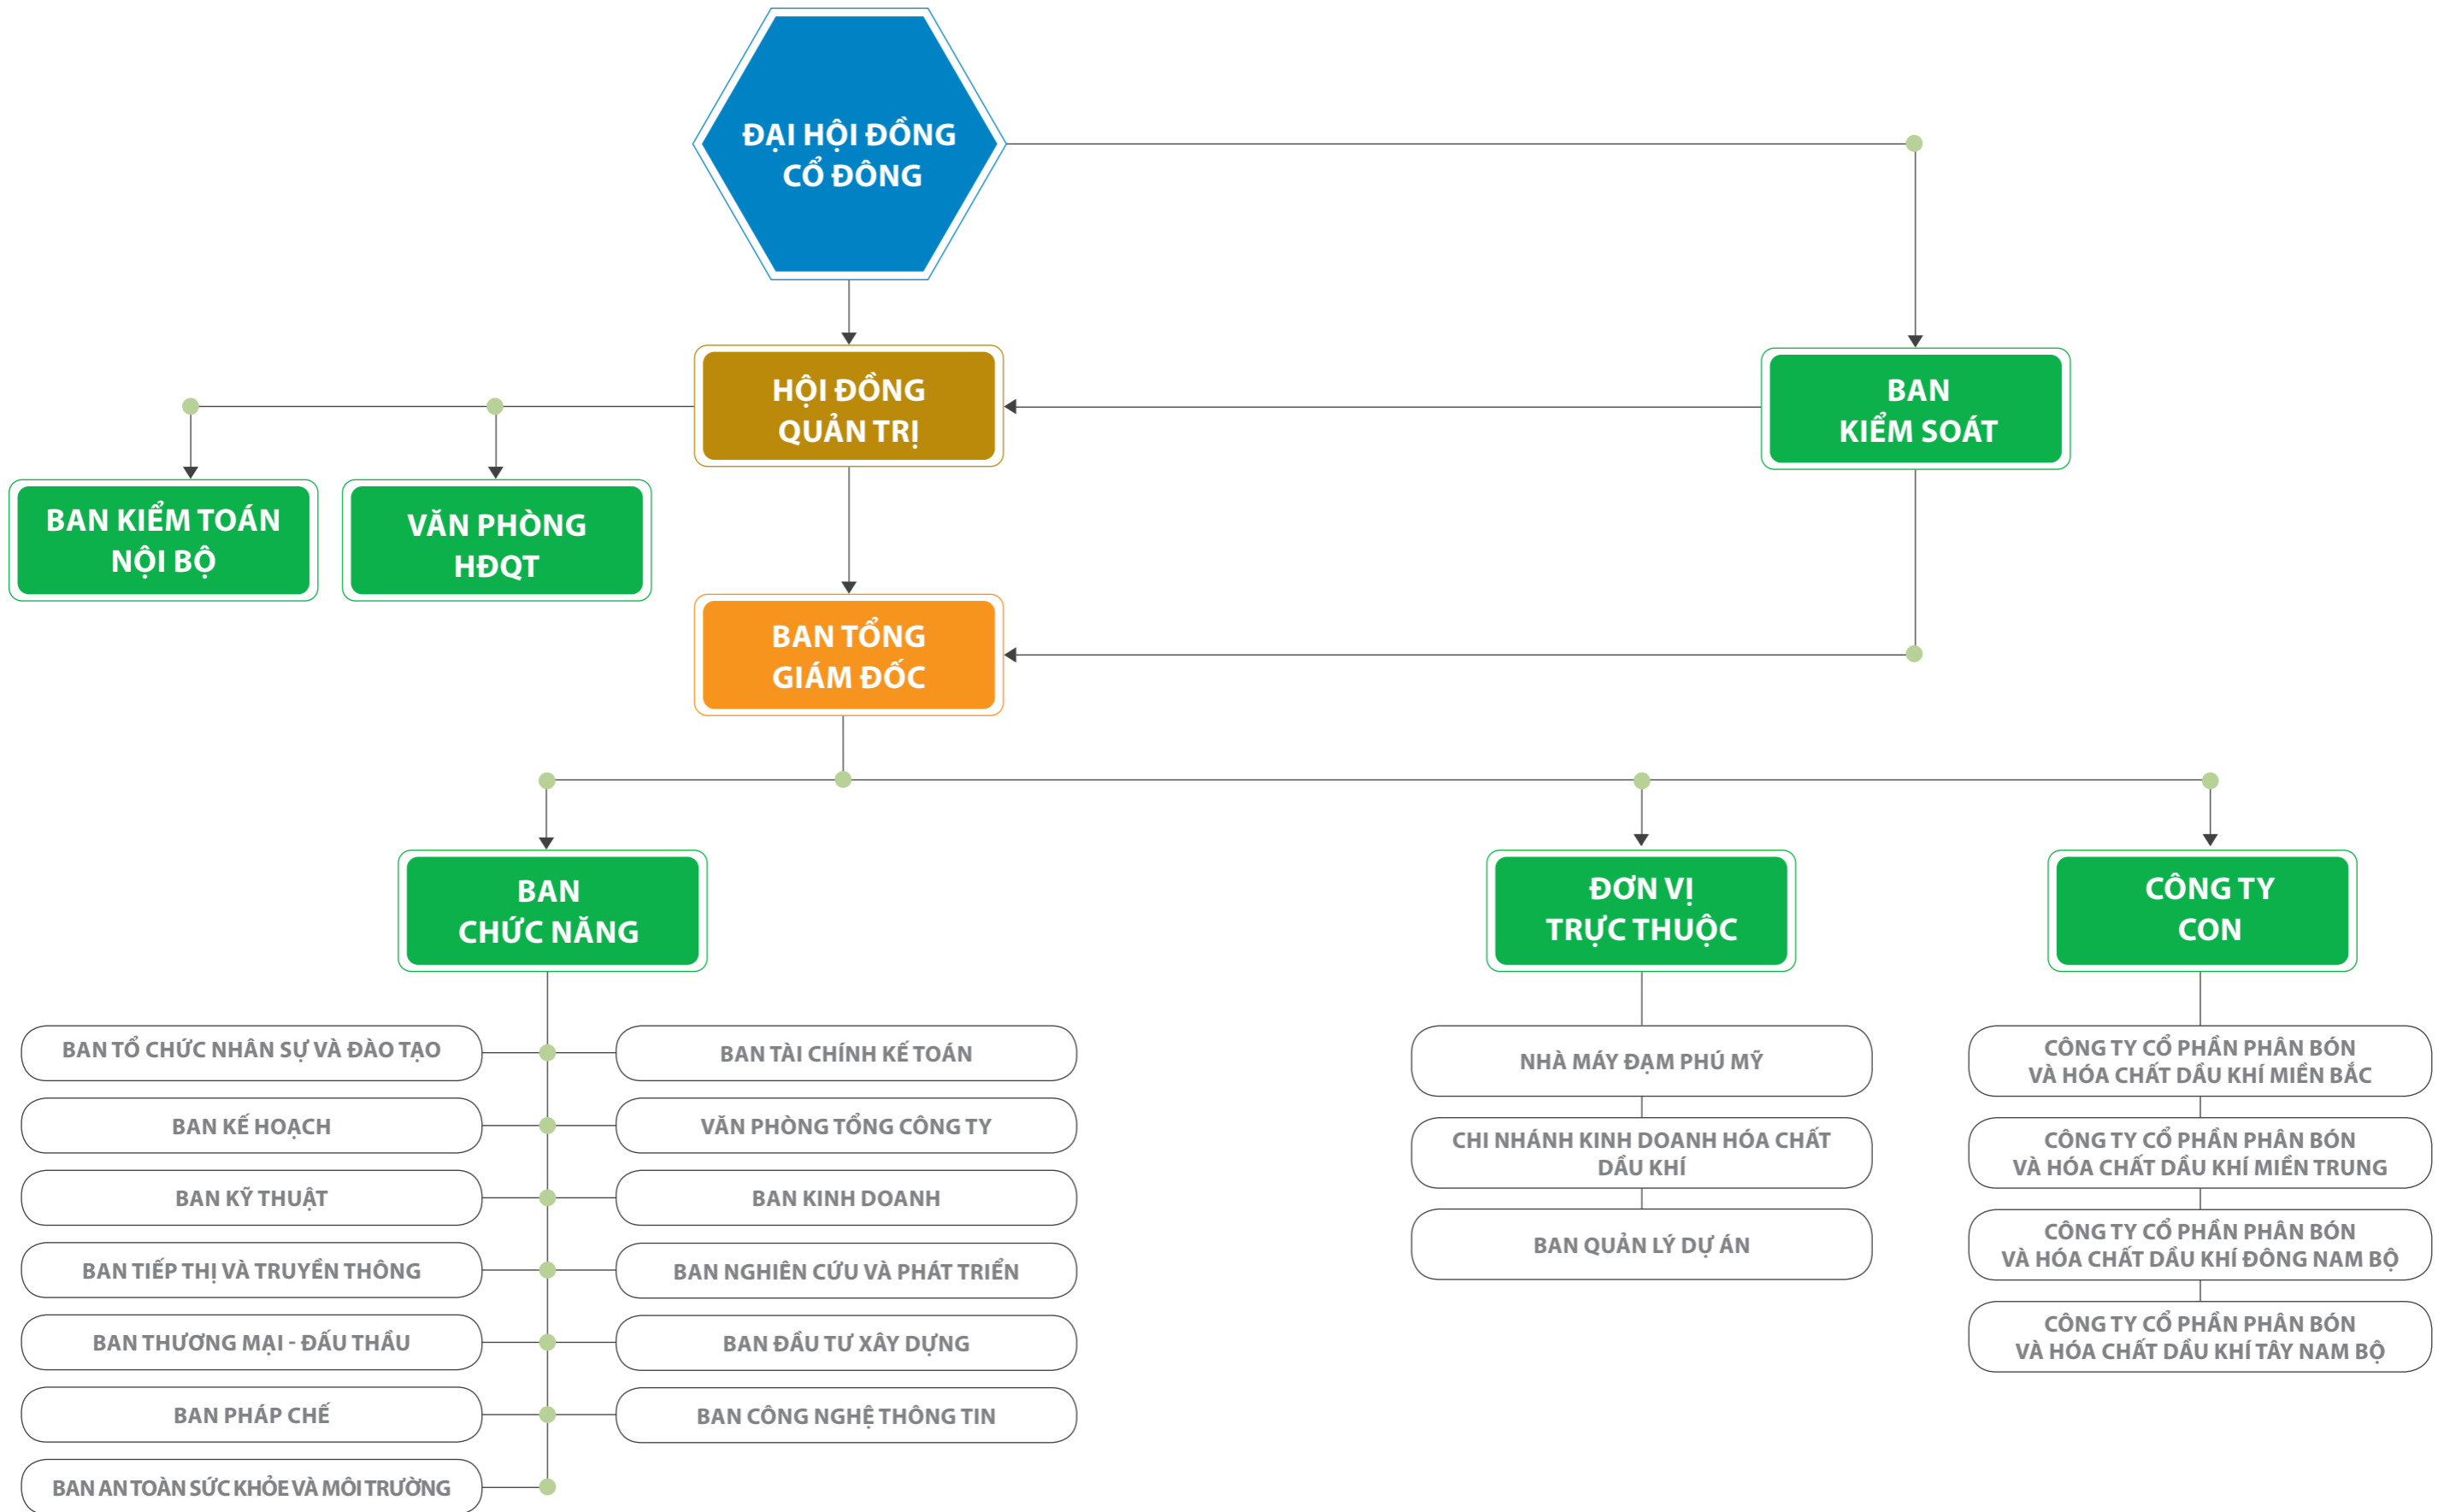 ĐẠI HỘI ĐỒNG
CỔ ĐÔNG
HỘI ĐỒNG
QUẢN TRỊ
BAN
KIỂM SOÁT
BAN KIỂM TOÁN
NỘI BỘ
VĂN PHÒNG
HĐQT
BAN TỔNG
GIÁM ĐỐC
BAN
CHỨC NĂNG
ĐƠN VỊ
TRỰC THUỘC
CÔNG TY
CON
BAN TỔ CHỨC NHÂN SỰ VÀ ĐÀO TẠO
BAN TÀI CHÍNH KẾ TOÁN
BAN KẾ HOẠCH
VĂN PHÒNG TỔNG CÔNG TY
BAN KỸ THUẬT
BAN KINH DOANH
BAN TIẾP THỊ VÀ TRUYỀN THÔNG
BAN NGHIÊN CỨU VÀ PHÁT TRIỂN
BAN THƯƠNG MẠI - ĐẤU THẦU
BAN ĐẦU TƯ XÂY DỰNG
BAN PHÁP CHẾ
BAN CÔNG NGHỆ THÔNG TIN
BAN AN TOÀN SỨC KHỎE VÀ MÔI TRƯỜNG
NHÀ MÁY ĐẠM PHÚ MỸ
CHI NHÁNH KINH DOANH HÓA CHẤT
DẦU KHÍ
BAN QUẢN LÝ DỰ ÁN
CÔNG TY CỔ PHẦN PHÂN BÓN
VÀ HÓA CHẤT DẦU KHÍ MIỀN BẮC
CÔNG TY CỔ PHẦN PHÂN BÓN
VÀ HÓA CHẤT DẦU KHÍ MIỀN TRUNG
CÔNG TY CỔ PHẦN PHÂN BÓN
VÀ HÓA CHẤT DẦU KHÍ ĐÔNG NAM BỘ
CÔNG TY CỔ PHẦN PHÂN BÓN
VÀ HÓA CHẤT DẦU KHÍ TÂY NAM BỘ